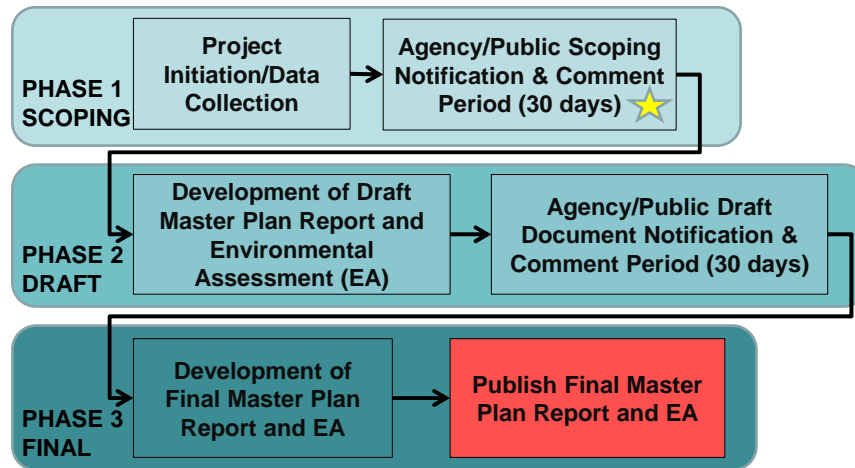 PHASE 1
SCOPING
Project
Initiation/Data
Collection
Agency/Public Scoping
Notification & Comment
Period (30 days)
PHASE 2
DRAFT
Development of Draft
Master Plan Report and
Environmental
Assessment (EA)
Agency/Public Draft
Document Notification &
Comment Period (30 days)
PHASE 3
FINAL
Development of
Final Master Plan
Report and EA
Publish Final Master
Plan Report and EA